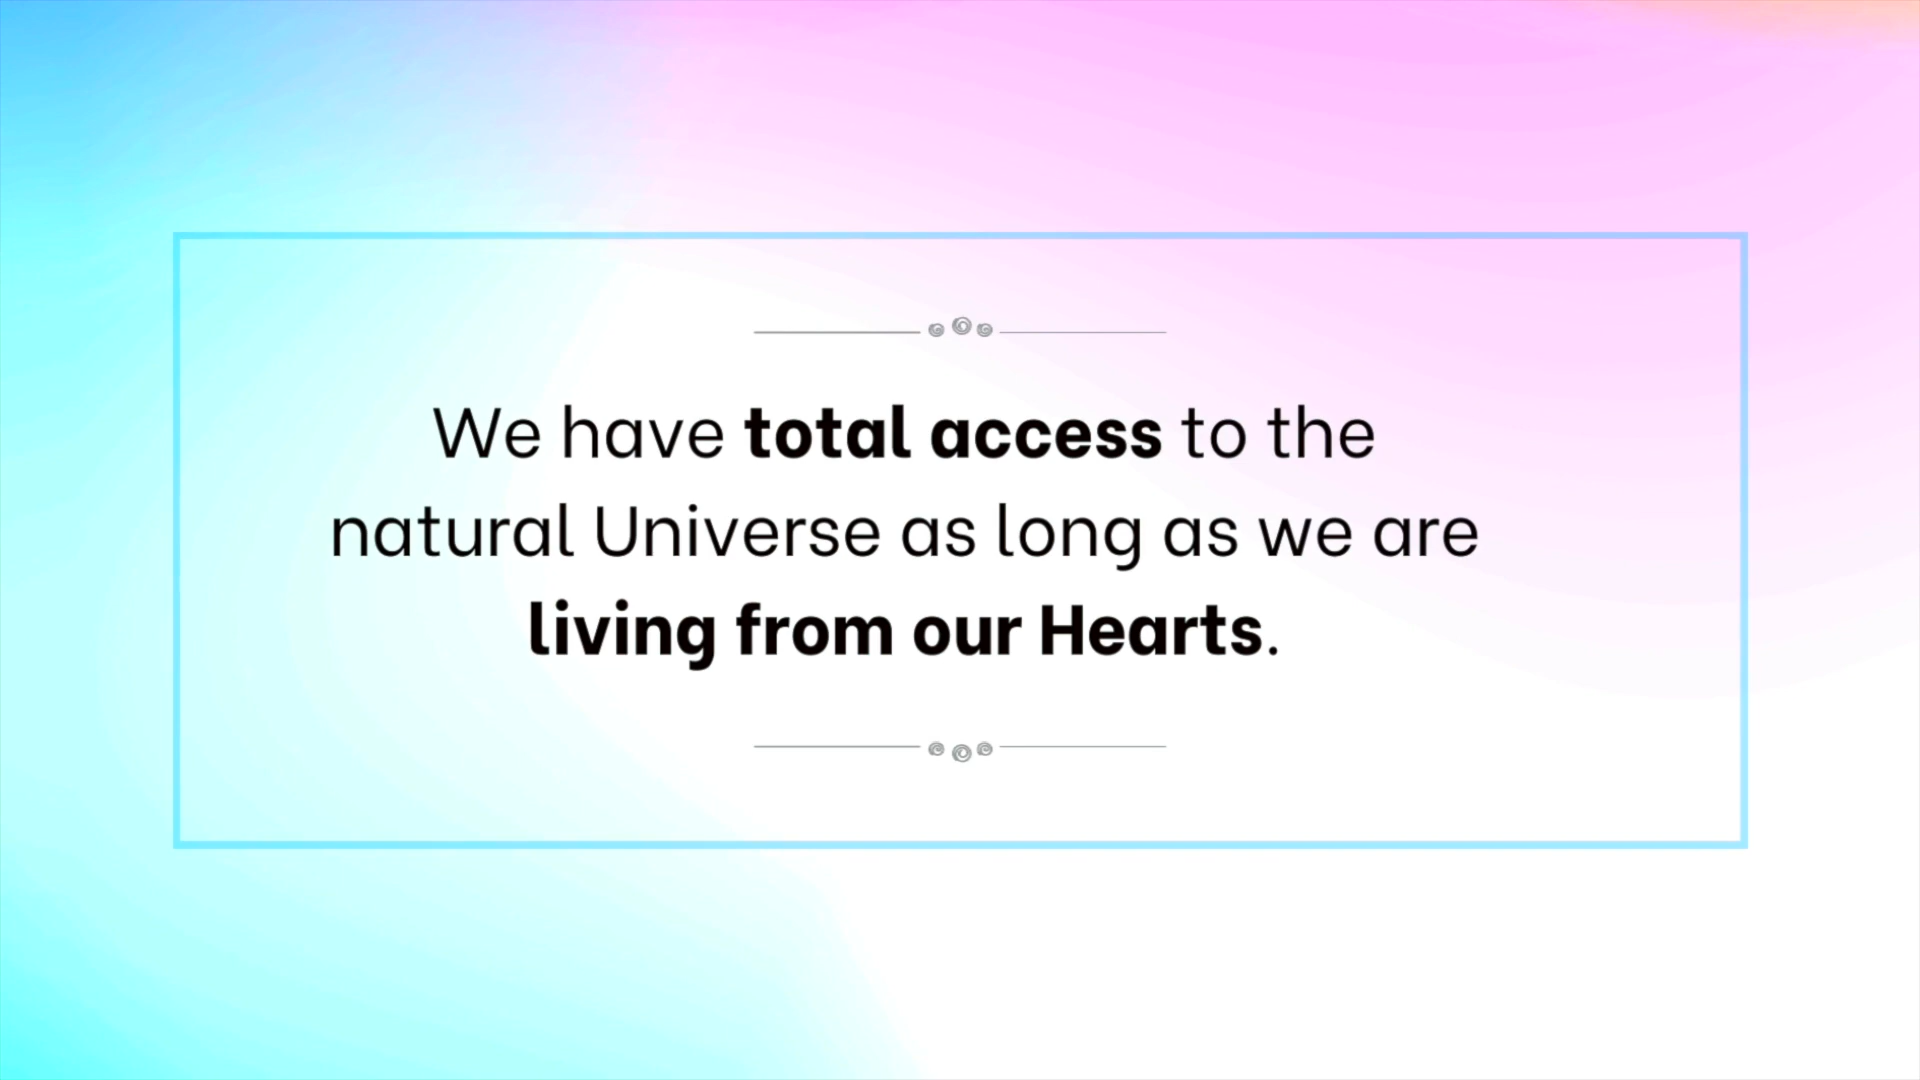 We have total access to the
natural Universe as long as we are
living from our Hearts.